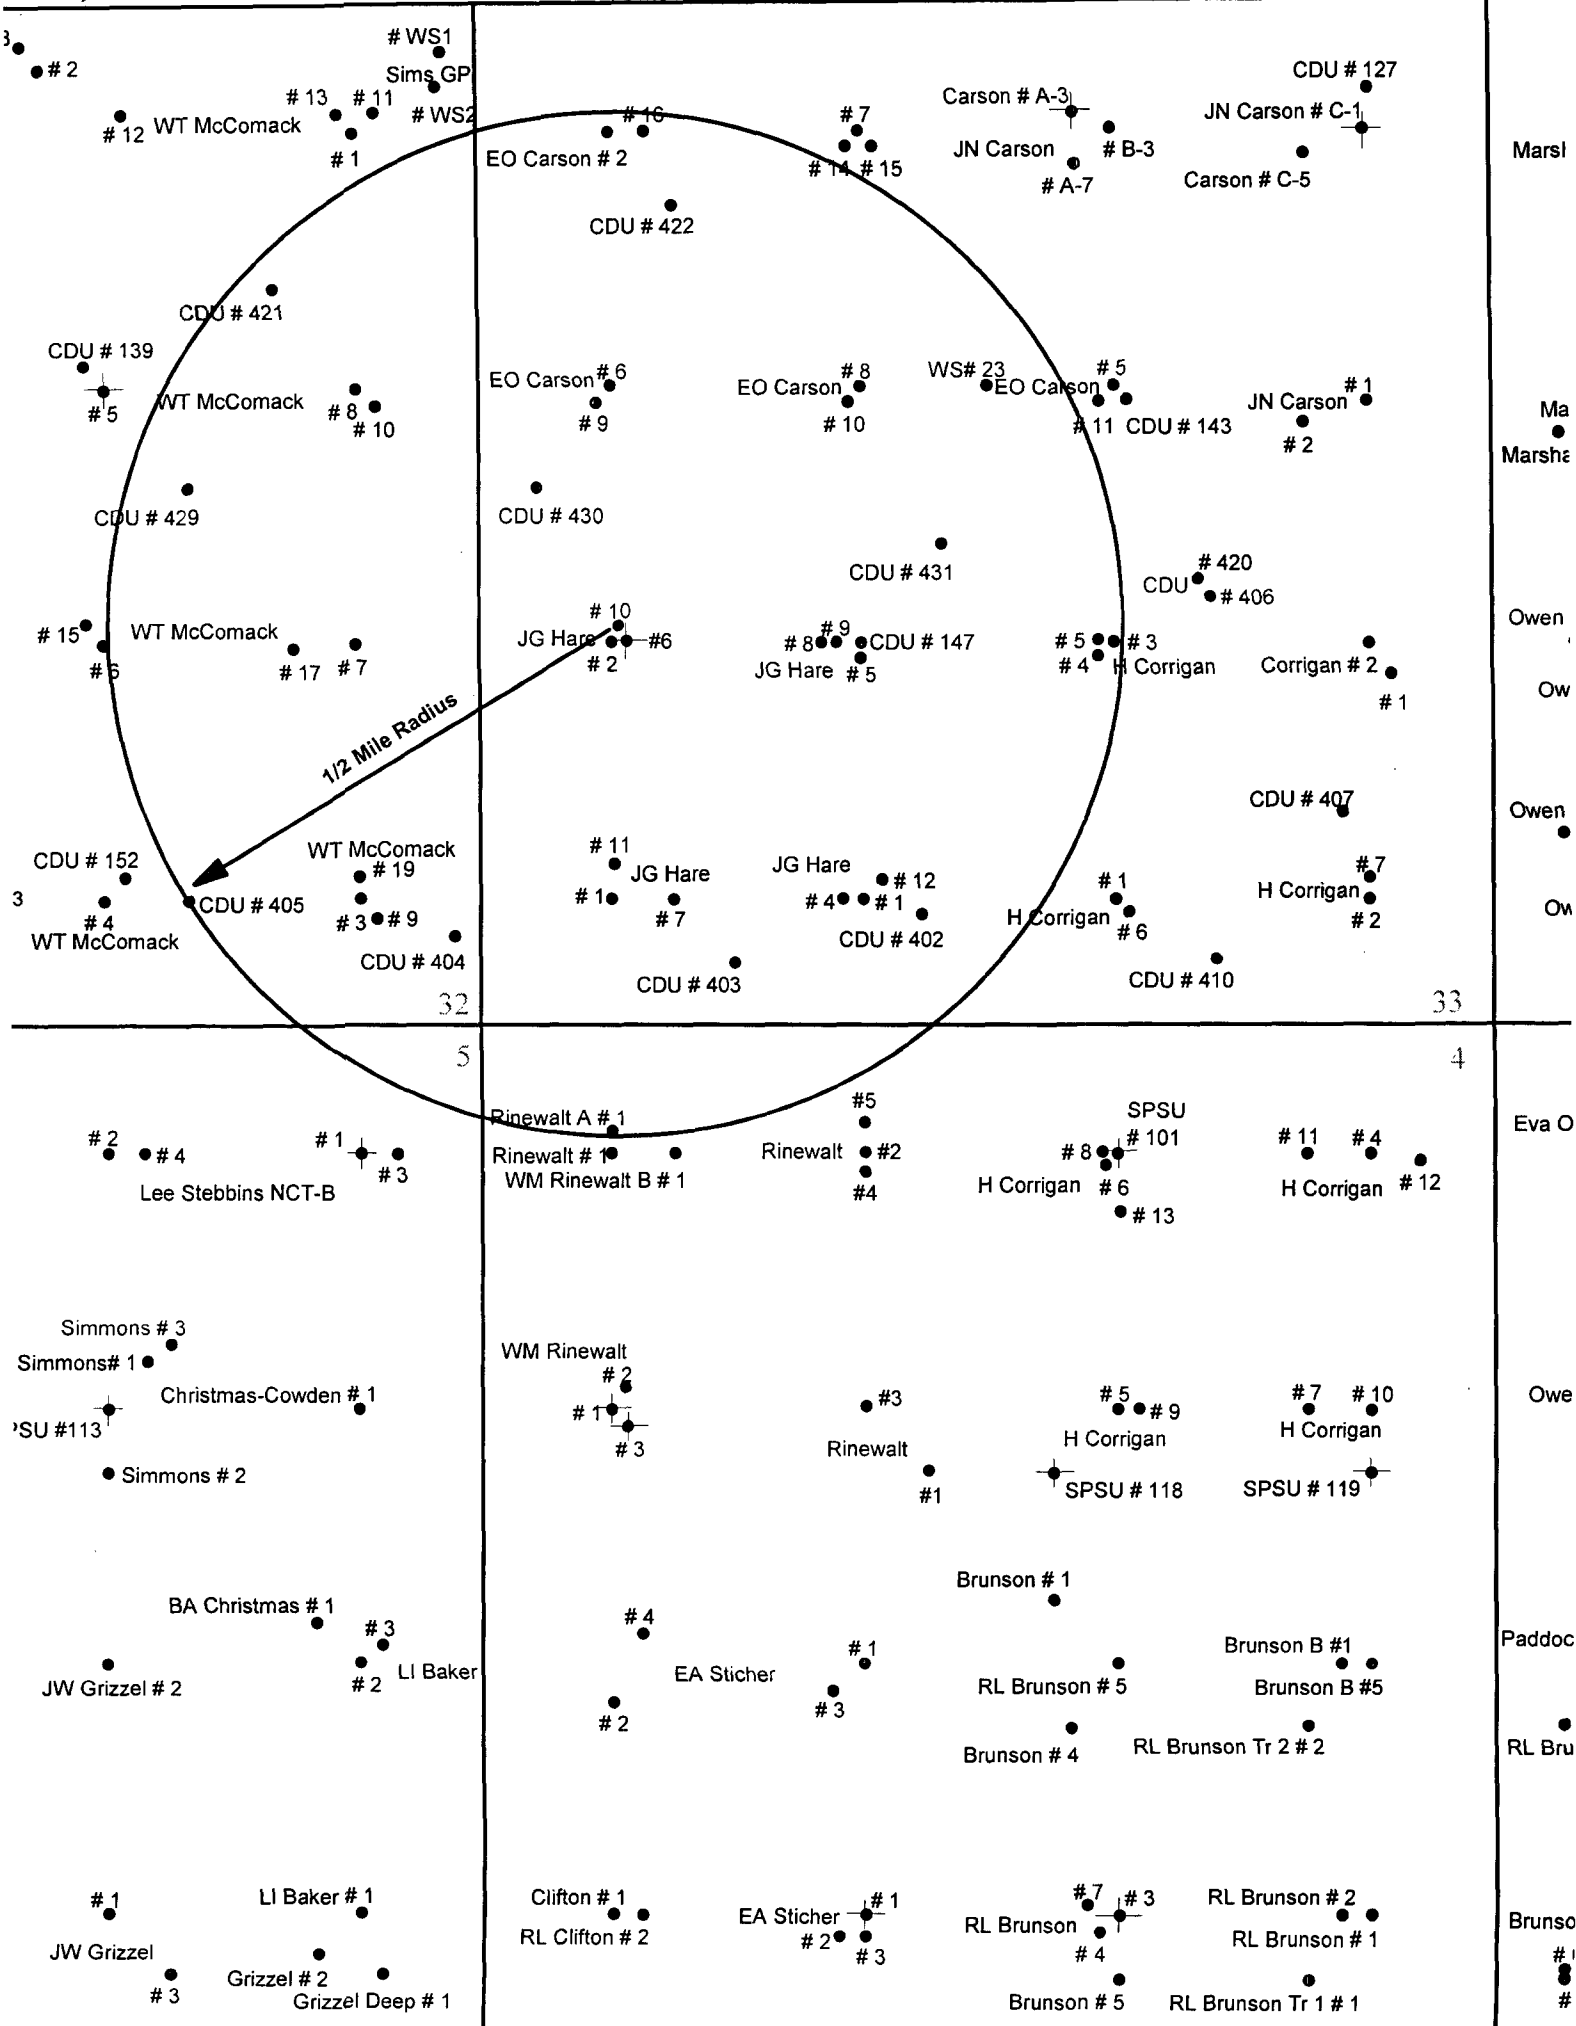 # WS1
# 2
Sims GP
CDU # 127
# 13
# 11
# WS2
Carson # A-3
JN Carson # C-1
# 12
WT McComack
# 1
# 16
EO Carson # 2
# 7
# 14
# 15
JN Carson
# B-3
# A-7
Carson # C-5
CDU # 422
CDU # 421
CDU # 139
# 5
WT McComack
# 8
# 10
EO Carson
# 6
# 9
EO Carson
# 8
# 10
WS# 23
EO Carson
# 5
# 11
CDU # 143
JN Carson
# 1
# 2
CDU # 429
CDU # 430
CDU # 431
CDU
# 420
# 406
Owen
# 15
WT McComack
# 6
# 17
# 7
# 10
JG Hare
#6
# 2
# 8
# 9
CDU # 147
JG Hare
# 5
# 5
# 3
# 4
H Corrigan
Corrigan # 2
# 1
1/2 Mile Radius
CDU # 407
Owen
CDU # 152
3
# 4
WT McComack
CDU # 405
WT McComack
# 19
# 3
# 9
CDU # 404
# 11
# 1
JG Hare
# 7
JG Hare
# 12
# 4
# 1
CDU # 402
CDU # 403
# 1
H Corrigan
# 6
CDU # 410
# 7
H Corrigan
# 2
32
33
5
4
# 2
# 4
# 1
# 3
Lee Stebbins NCT-B
Rinewalt A # 1
Rinewalt # 1
WM Rinewalt B # 1
#5
Rinewalt
#2
#4
SPSU
# 101
# 8
H Corrigan
# 6
# 13
# 11
# 4
H Corrigan
# 12
Eva O
Simmons # 3
Simmons# 1
Christmas-Cowden # 1
SU #113
Simmons # 2
WM Rinewalt
# 2
# 1
# 3
#3
Rinewalt
#1
# 5
# 9
H Corrigan
SPSU # 118
# 7
# 10
H Corrigan
SPSU # 119
Owe
BA Christmas # 1
# 3
JW Grizzel # 2
# 2
LI Baker
# 4
EA Sticher
# 1
# 2
# 3
Brunson # 1
RL Brunson # 5
Brunson B #1
Brunson B #5
Brunson # 4
RL Brunson Tr 2 # 2
Paddoc
RL Bru
# 1
JW Grizzel
# 3
LI Baker # 1
Grizzel # 2
Grizzel Deep # 1
Clifton # 1
RL Clifton # 2
EA Sticher
# 1
# 2
# 3
# 7
# 3
RL Brunson
# 4
Brunson # 5
RL Brunson # 2
RL Brunson # 1
RL Brunson Tr 1 # 1
Brunso